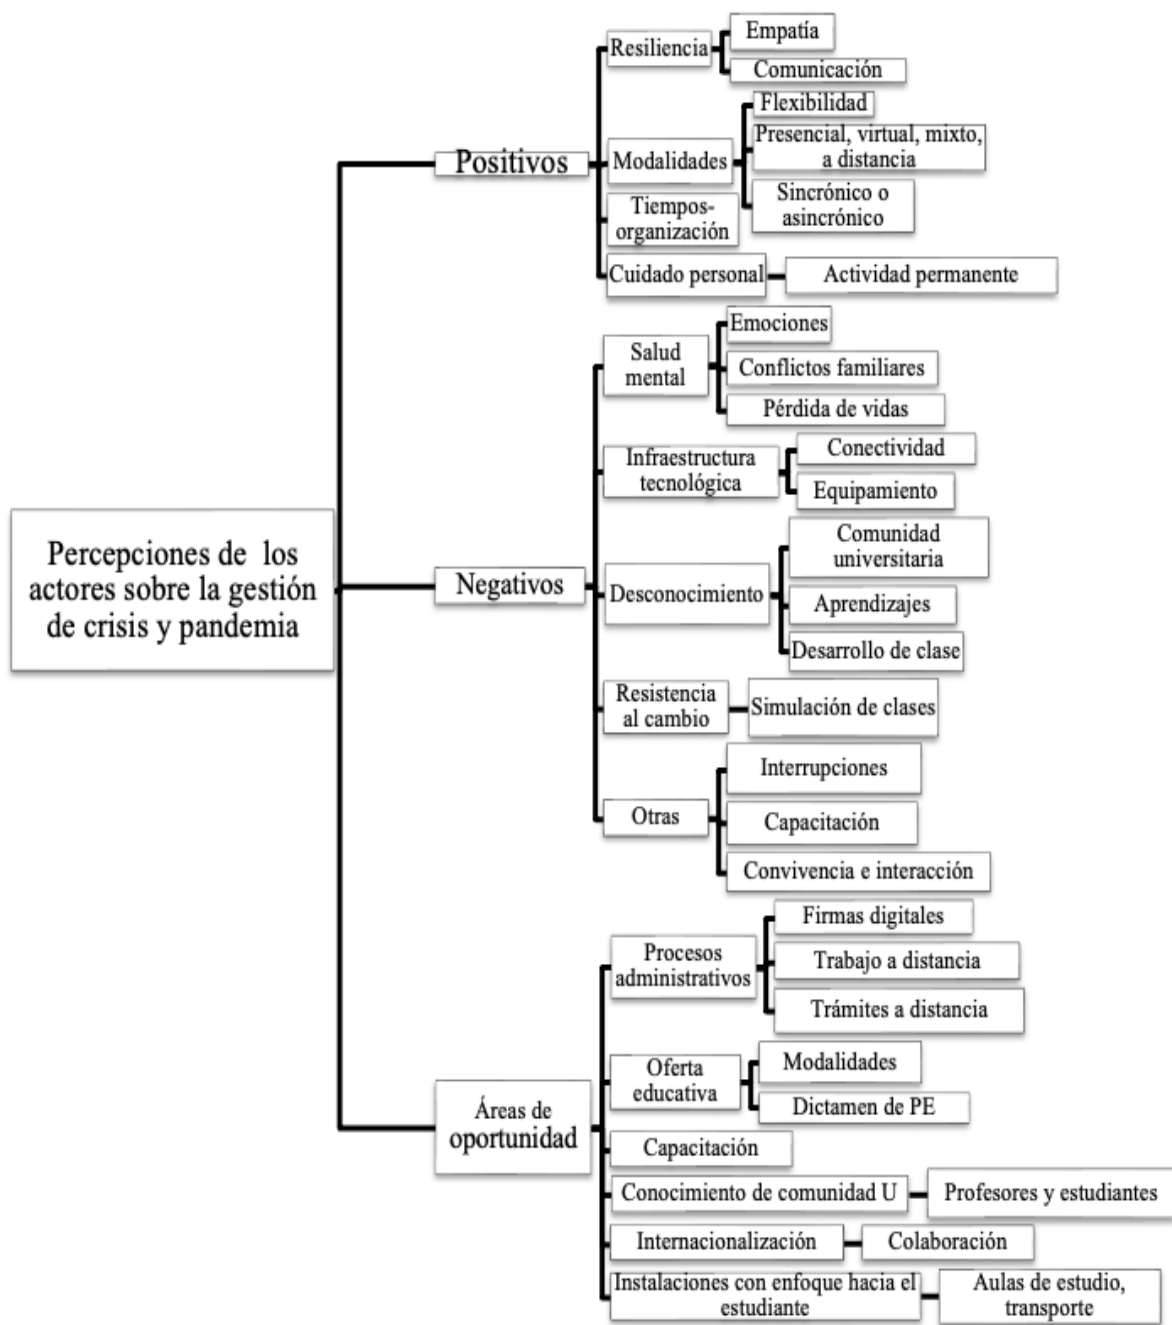 Percepciones de los
actores sobre la gestión
de crisis y pandemia
Positivos
Resiliencia
Empatía
Comunicación
Modalidades
Flexibilidad
Presencial, virtual, mixto,
a distancia
Sincrónico o
asincrónico
Tiempos-
organización
Cuidado personal
Actividad permanente
Negativos
Salud
mental
Emociones
Conflictos familiares
Pérdida de vidas
Infraestructura
tecnológica
Conectividad
Equipamiento
Desconocimiento
Comunidad
universitaria
Aprendizajes
Desarrollo de clase
Resistencia
al cambio
Simulación de clases
Otras
Interrupciones
Capacitación
Convivencia e interacción
Áreas de
oportunidad
Procesos
administrativos
Firmas digitales
Trabajo a distancia
Trámites a distancia
Oferta
educativa
Modalidades
Dictamen de PE
Capacitación
Conocimiento de comunidad U
Profesores y estudiantes
Internacionalización
Colaboración
Instalaciones con enfoque hacia el
estudiante
Aulas de estudio,
transporte